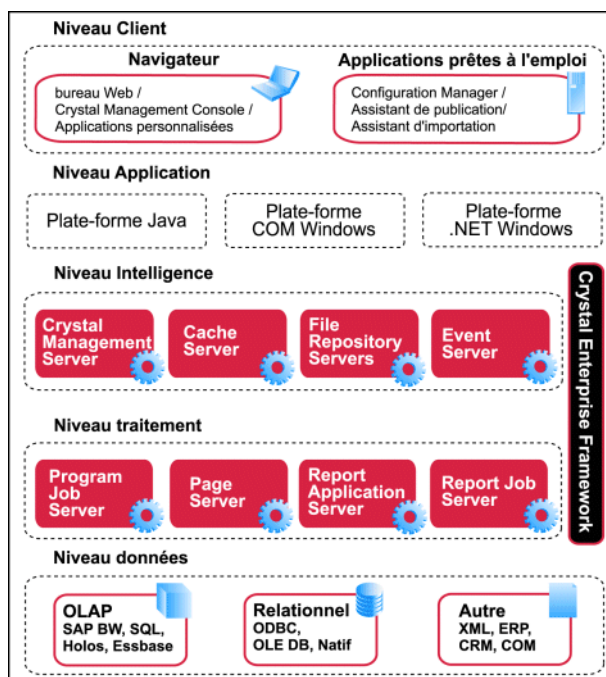 Niveau Client
Navigateur
bureau Web /
Crystal Management Console /
Applications personnalisées
Applications prêtes à l'emploi
Configuration Manager /
Assistant de publication/
Assistant d'importation
Niveau Application
Plate-forme Java
Plate-forme
COM Windows
Plate-forme
.NET Windows
Niveau Intelligence
Crystal
Management
Server
Cache
Server
File
Repository
Servers
Event
Server
Crystal Enterprise Framework
Niveau traitement
Program
Job
Server
Page
Server
Report
Application
Server
Report Job
Server
Niveau données
OLAP
SAP BW, SQL,
Holos, Essbase
Relationnel
ODBC,
OLE DB, Natif
Autre
XML, ERP,
CRM, COM